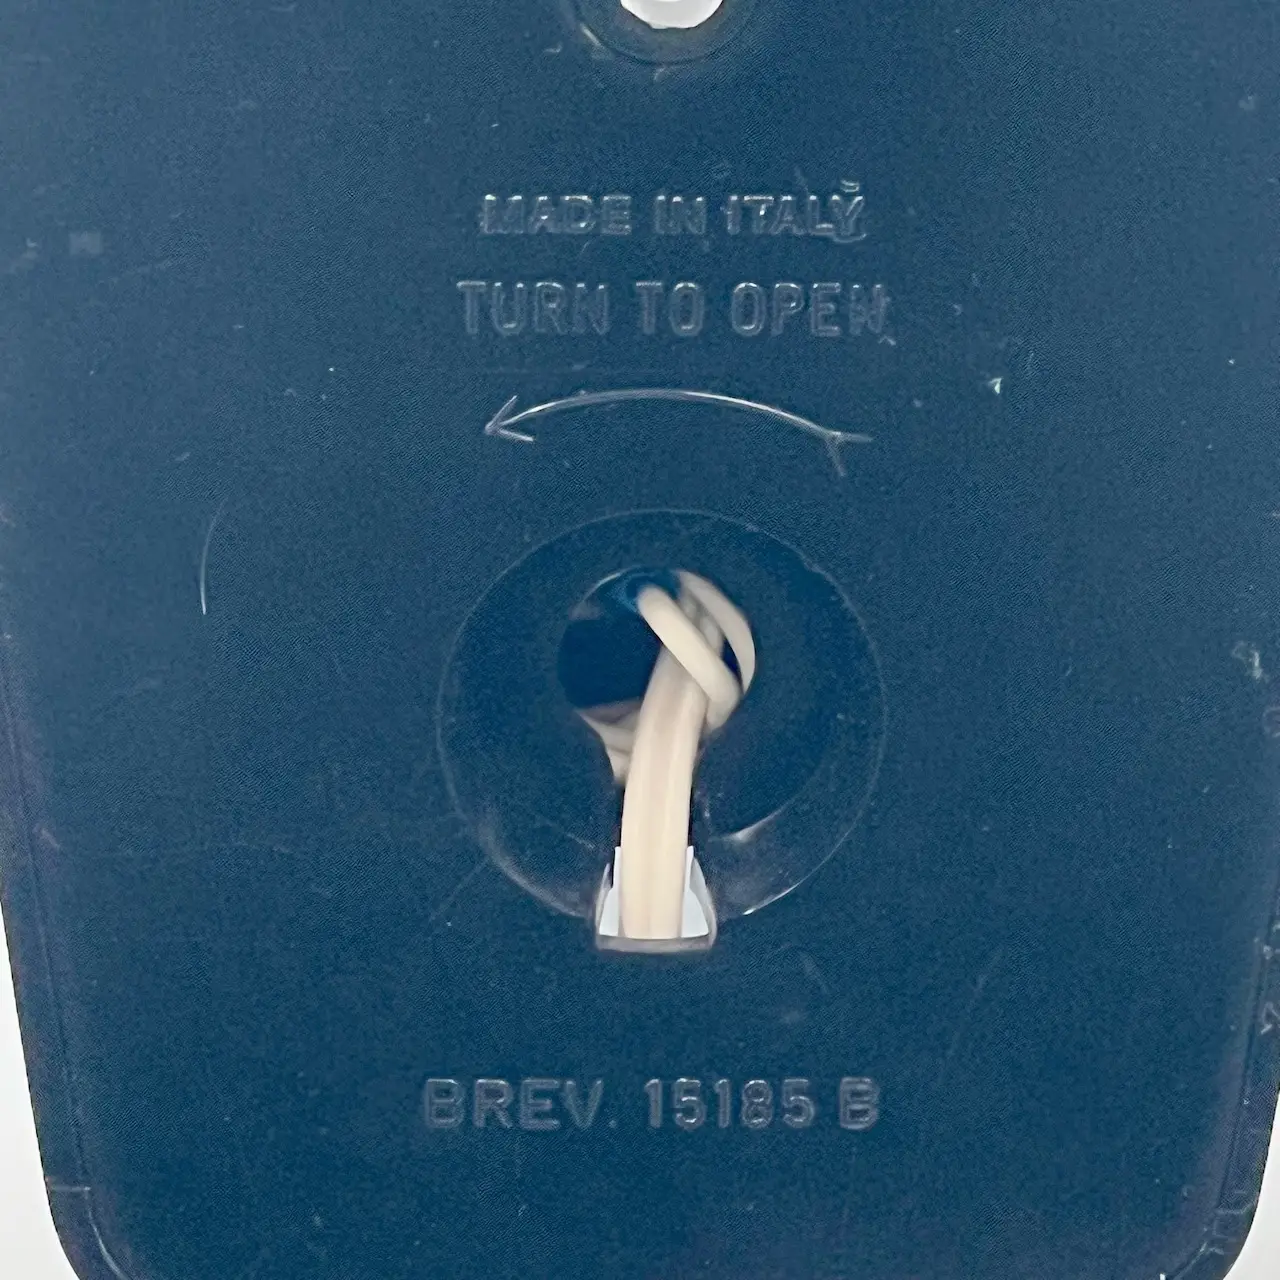 MADE IN ITALY
TURN TO OPEN
BREV. 15185 B